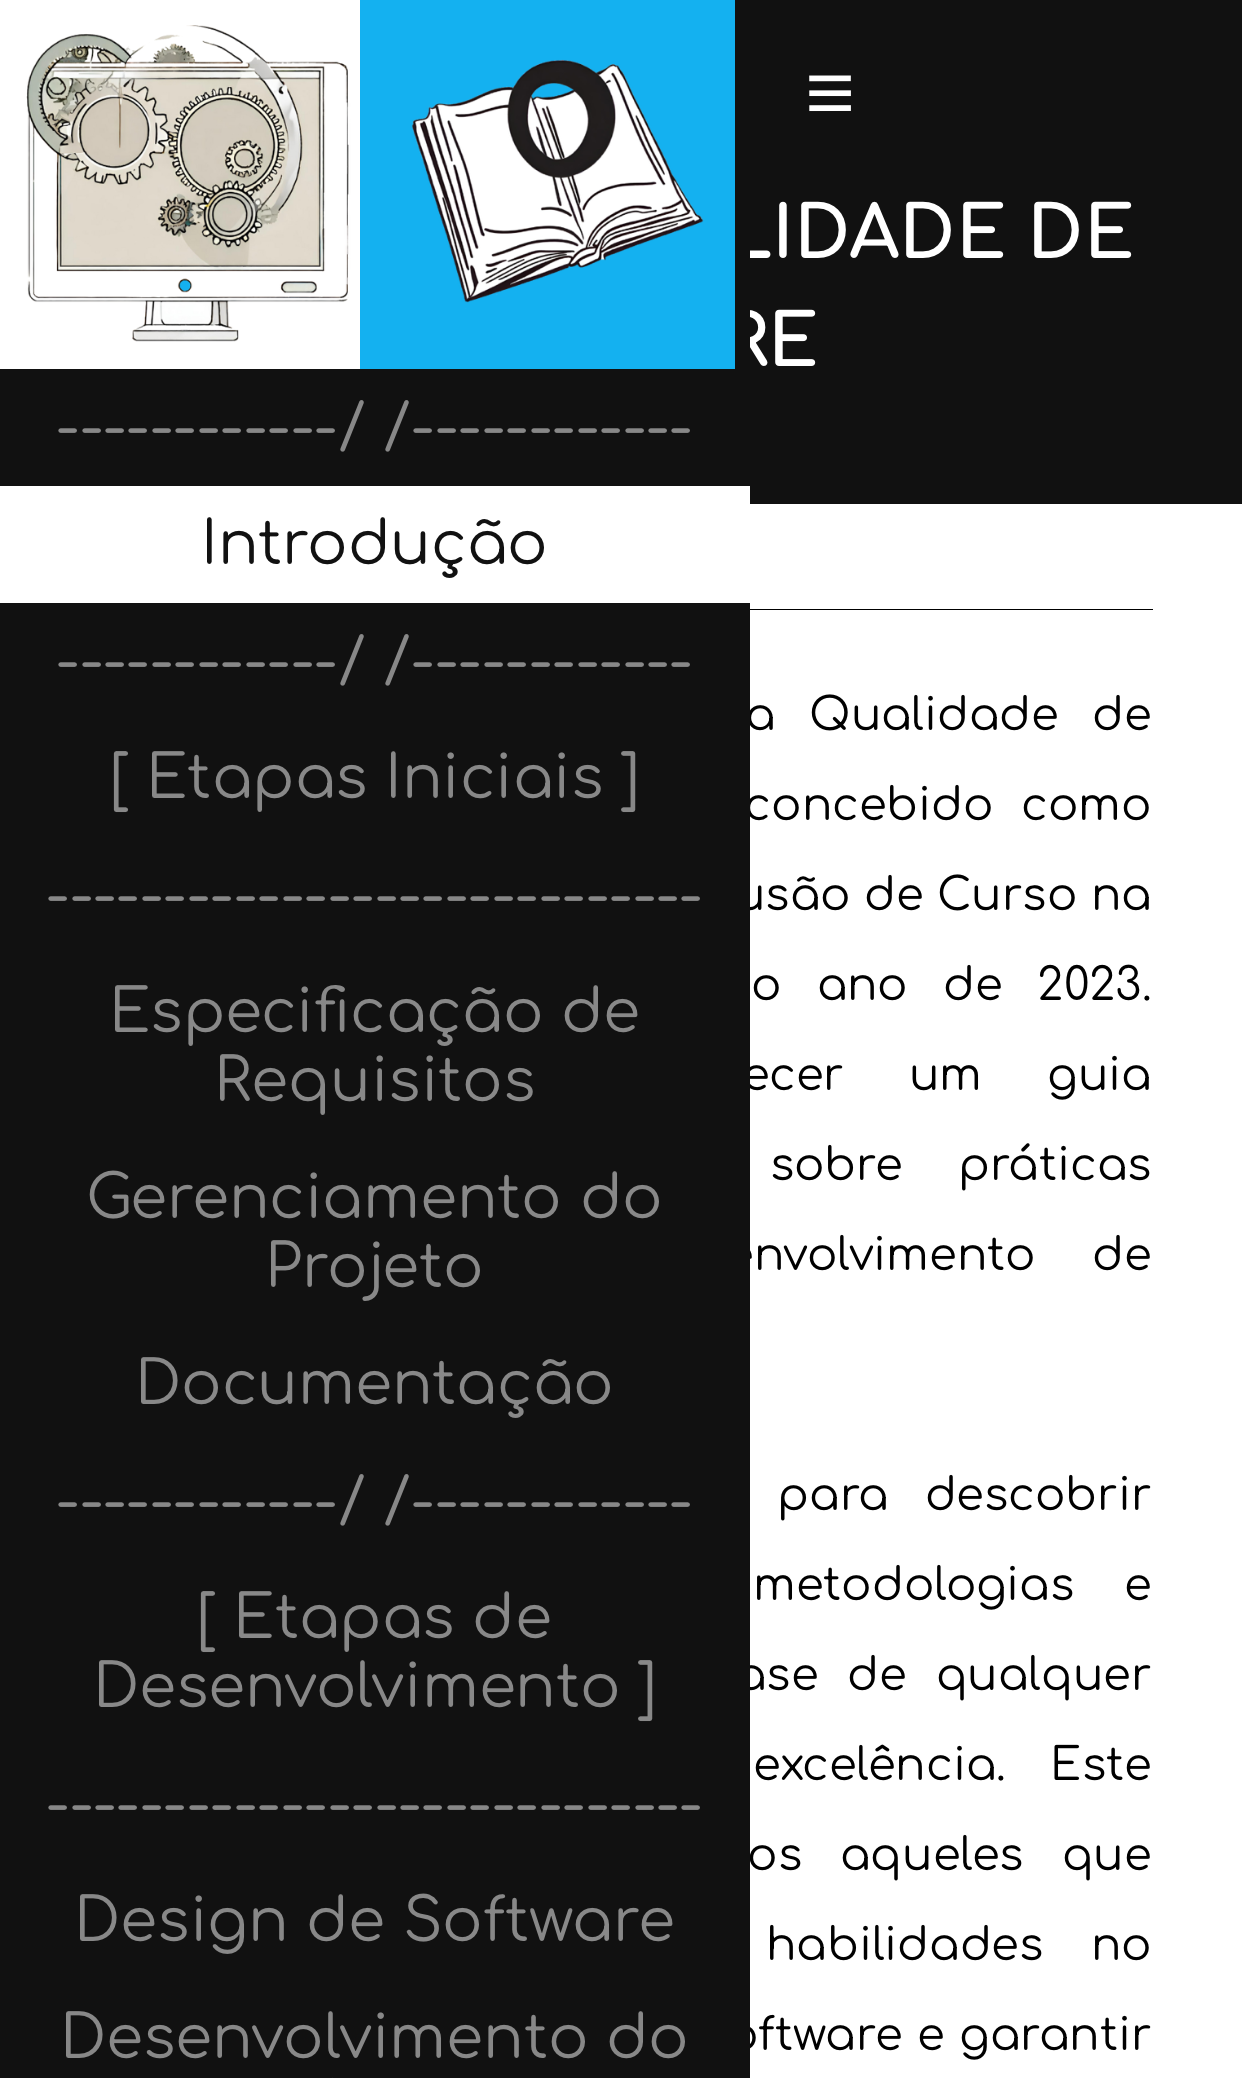 O
LIDADE DE
RE
------------/ /------------
Introdução
------------/ /------------
[ Etapas Iniciais ]
----------------------------
Especificação de
Requisitos
Gerenciamento do
Projeto
Documentação
------------/ /------------
[ Etapas de
Desenvolvimento ]
----------------------------
Design de Software
Desenvolvimento do
a Qualidade de
concebido como
usão de Curso na
o ano de 2023.
ecer um guia
sobre práticas
envolvimento de
para descobrir
metodologias e
ase de qualquer
excelência. Este
os aqueles que
habilidades no
oftware e garantir